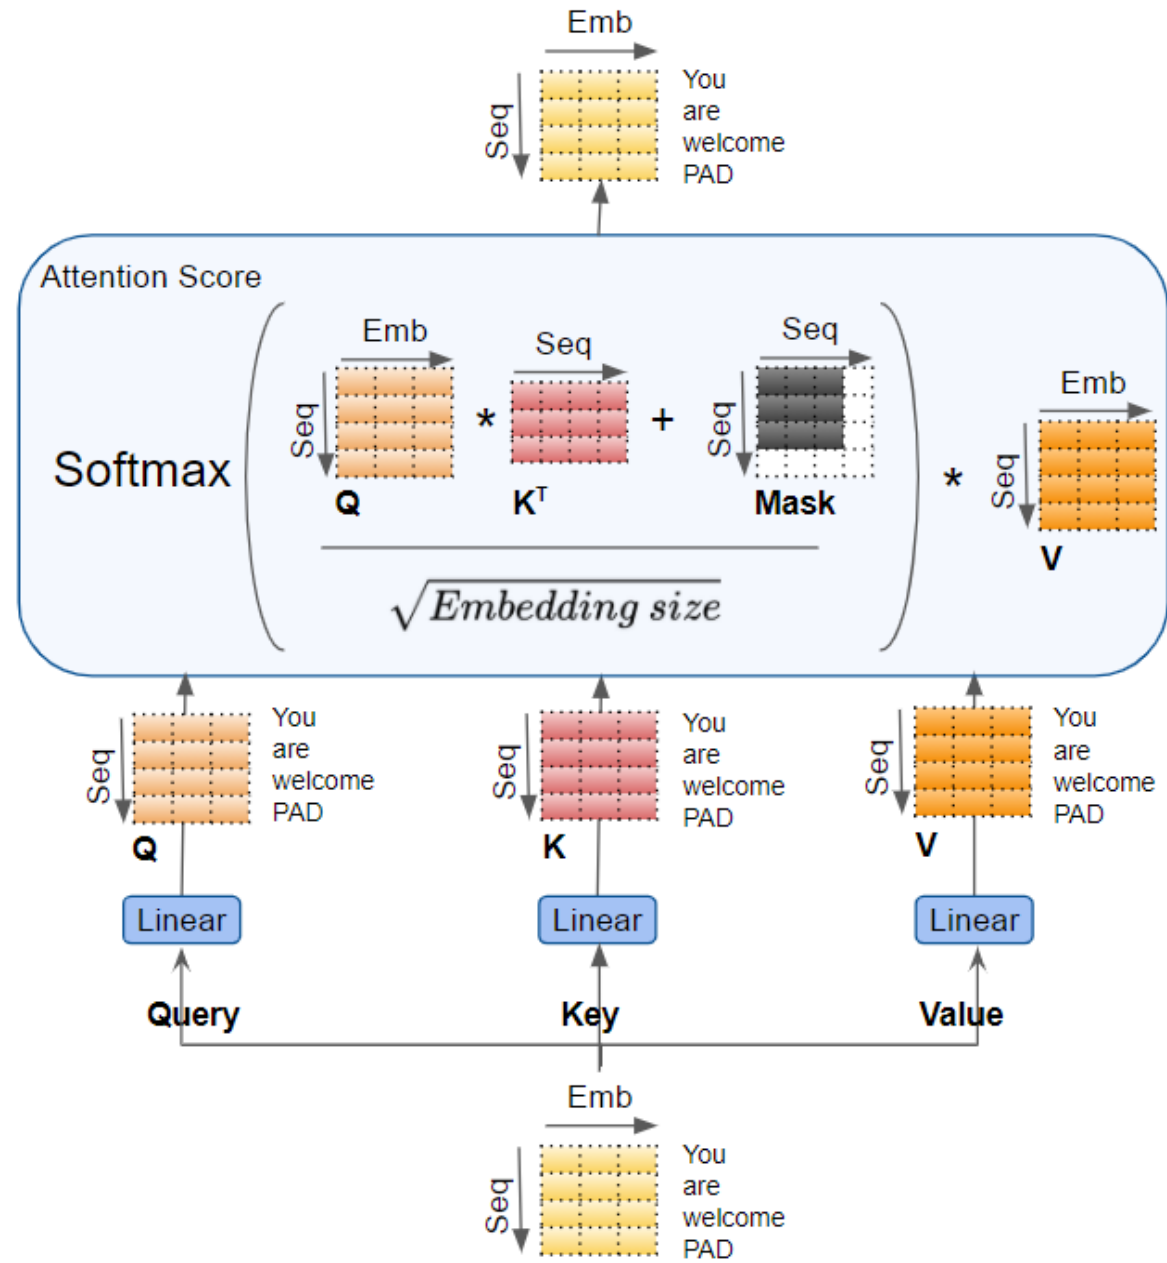 Emb
Seq
You
are
welcome
PAD
Attention Score
Softmax
Emb
Seq
Q
*
Seq
K^T
+
Seq
Seq
Mask
√Embedding size
*
Emb
Seq
V
Seq
You
are
welcome
PAD
Q
Seq
You
are
welcome
PAD
K
Seq
You
are
welcome
PAD
V
Linear
Linear
Linear
Query
Key
Value
Emb
Seq
You
are
welcome
PAD